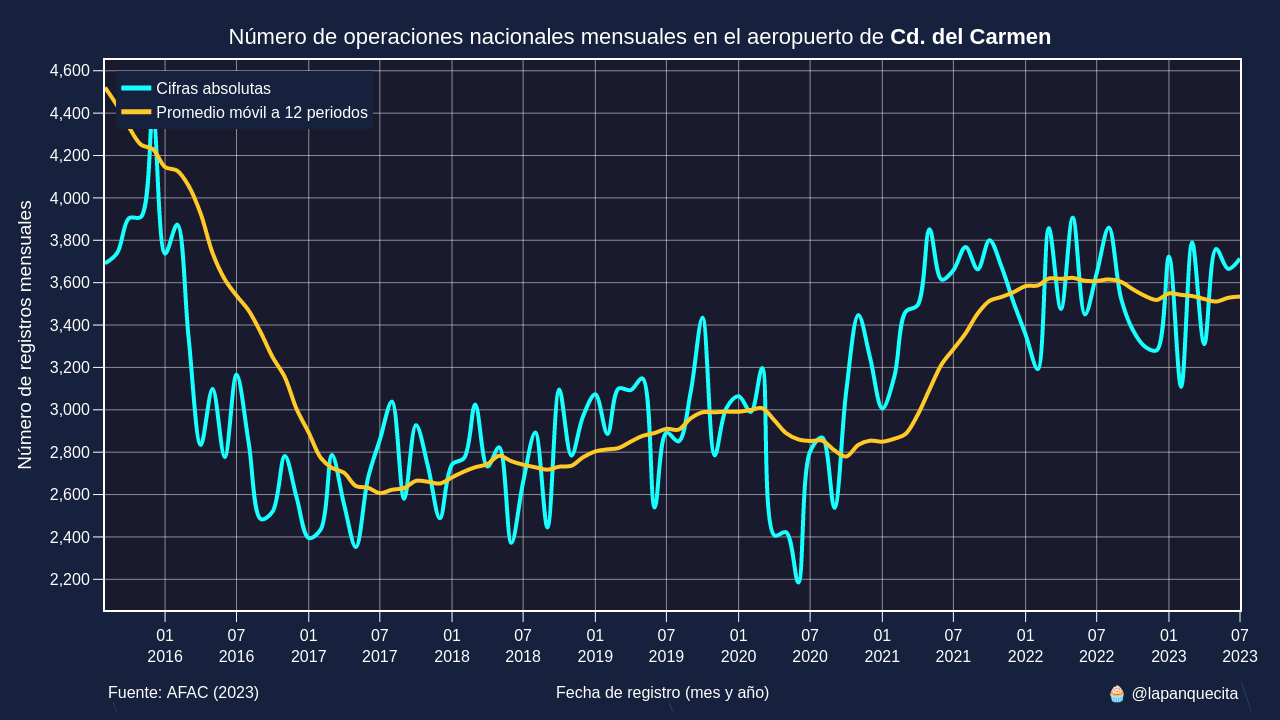 Número de operaciones nacionales mensuales en el aeropuerto de Cd. del Carmen
Cifras absolutas
Promedio móvil a 12 periodos
Número de registros mensuales
4,600
4,400
4,200
4,000
3,800
3,600
3,400
3,200
3,000
2,800
2,600
2,400
2,200
01 07 01 07 01 07 01 07 01 07 01 07 01 07 01 07
2016 2016 2017 2017 2018 2018 2019 2019 2020 2020 2021 2021 2022 2022 2023 2023
Fuente: AFAC (2023)
Fecha de registro (mes y año)
🧁 @lapanquecita